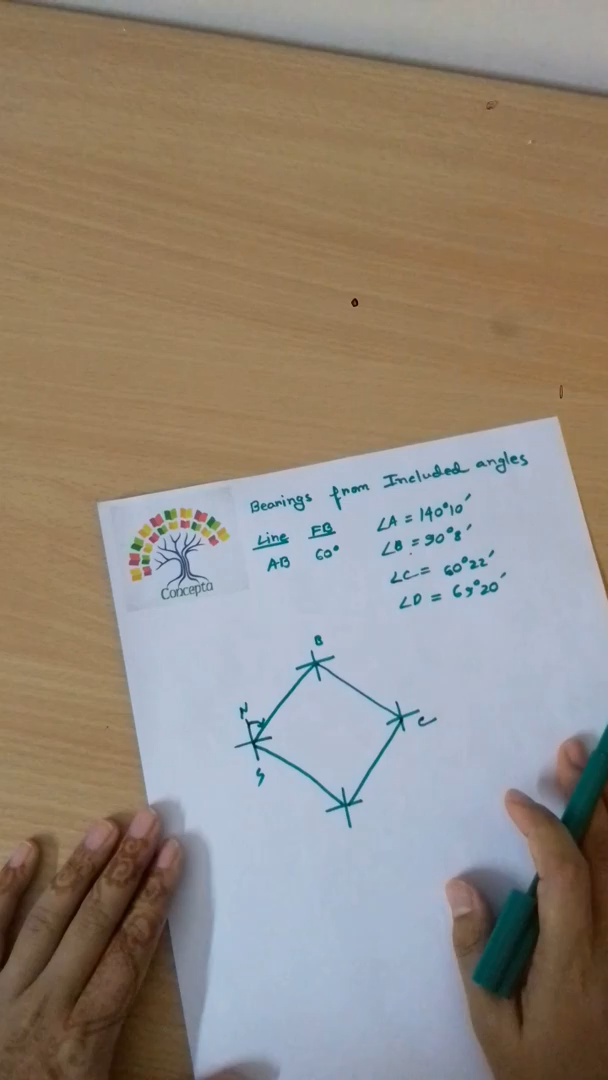 Bearings from Included angles
Line FB
AB 60°
∠A = 140°10′
∠B = 90°8′
∠C = 60°22′
∠D = 69°20′
Concepta
B
N
C
S